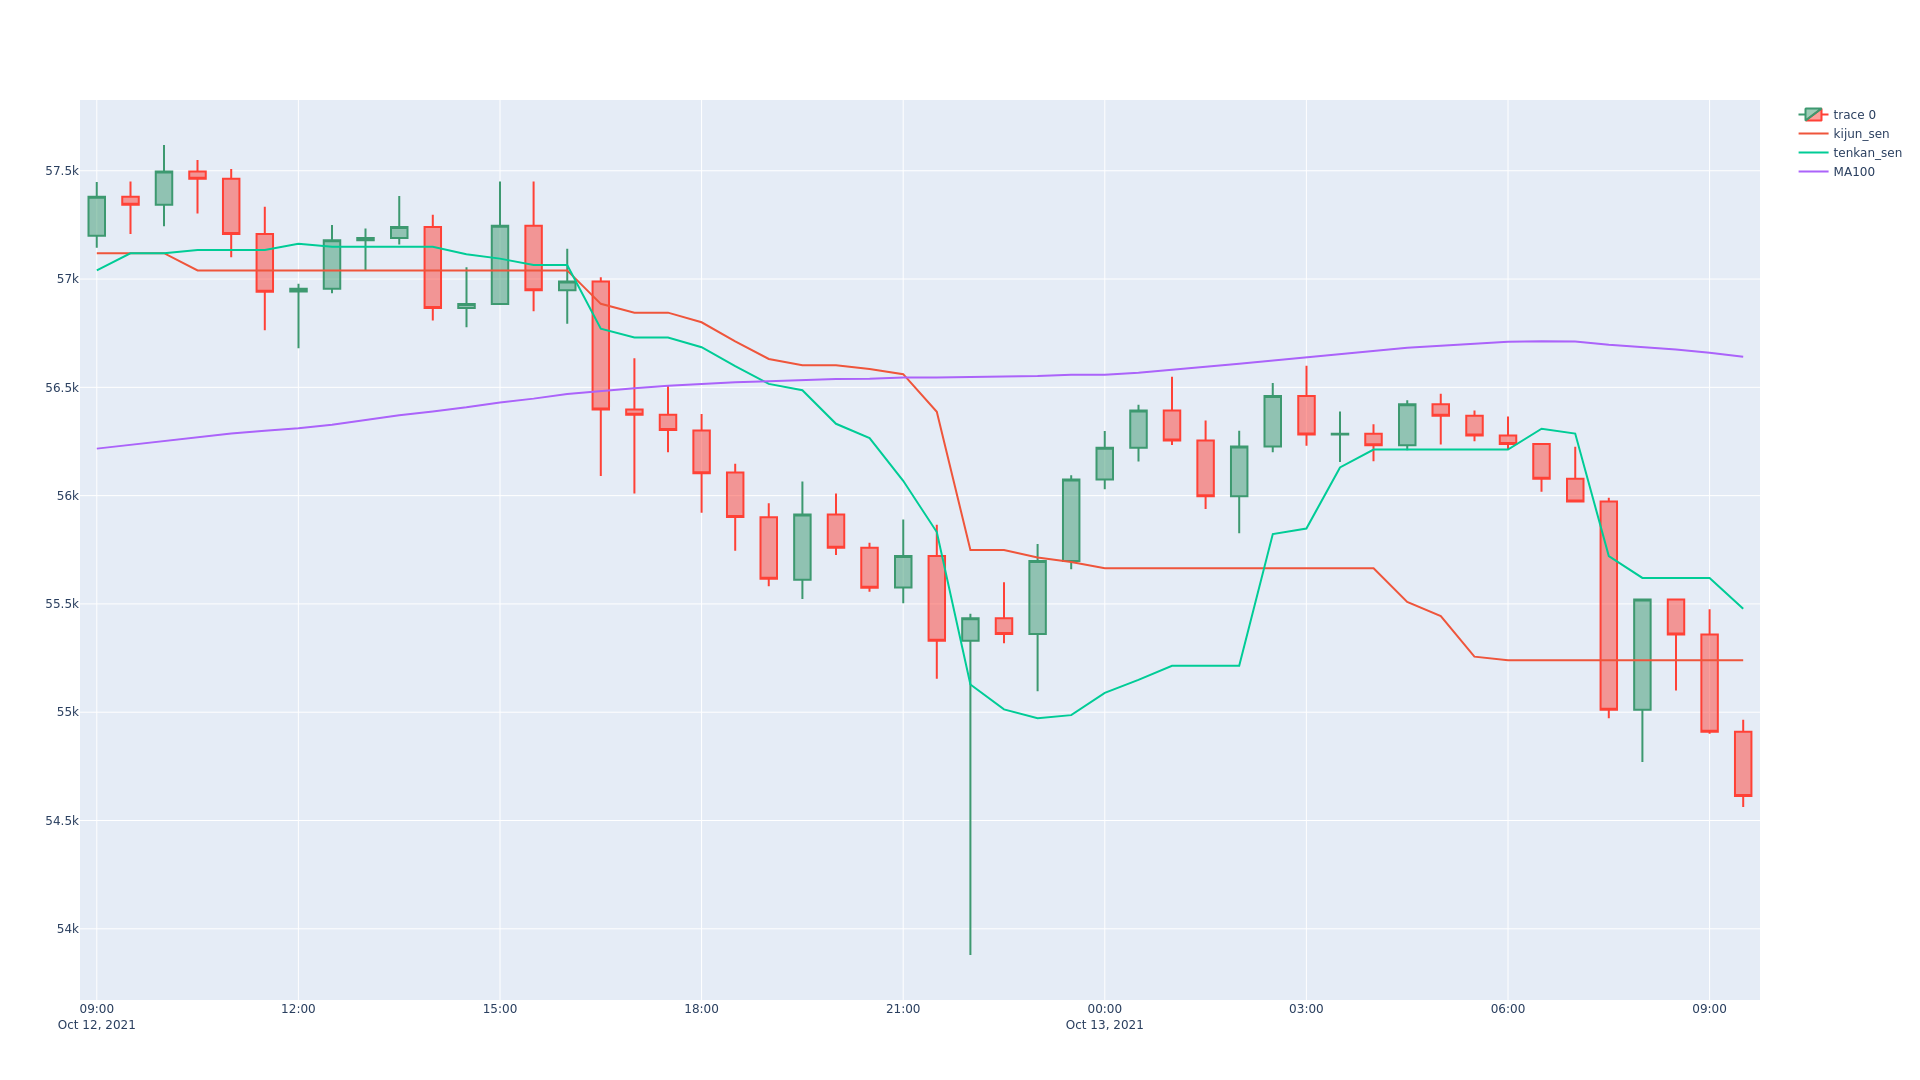 trace 0
kijun_sen
tenkan_sen
MA100
57.5k
57k
56.5k
56k
55.5k
55k
54.5k
54k
09:00 12:00 15:00 18:00 21:00 00:00 03:00 06:00 09:00
Oct 12, 2021 Oct 13, 2021